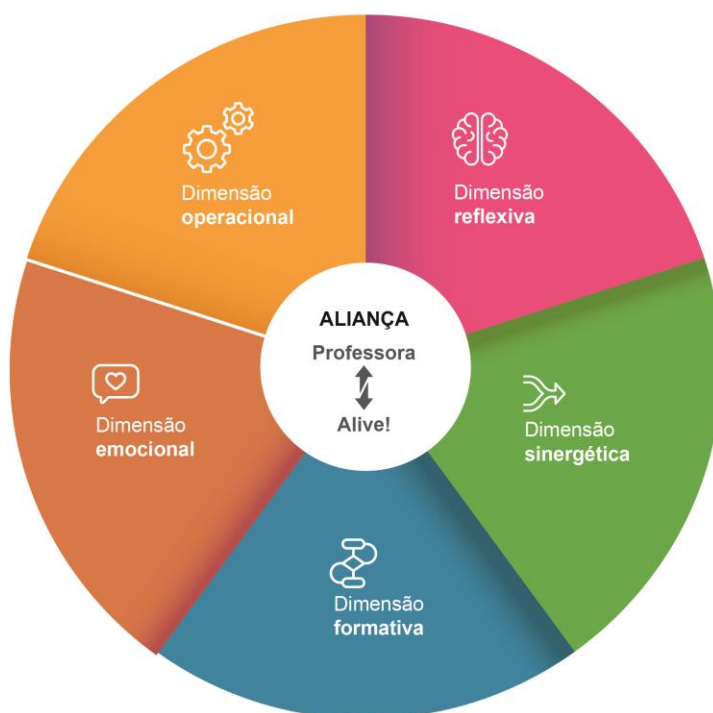 Dimensão
operacional
Dimensão
reflexiva
ALIANÇA
Professora
Alive!
Dimensão
emocional
Dimensão
sinergética
Dimensão
formativa